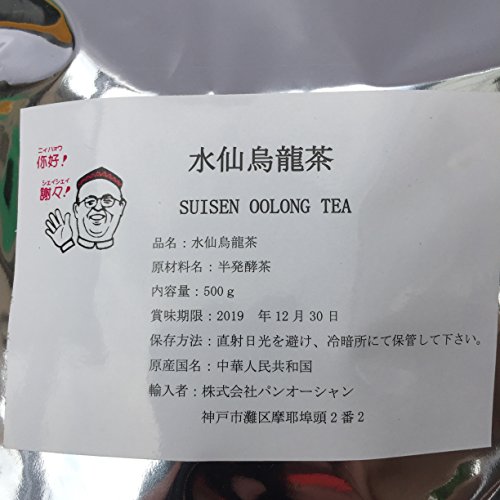 ニイハオウ
你好!
シェイシェイ
謝々!
水仙烏龍茶
SUISEN OOLONG TEA
品名：水仙烏龍茶
原材料名：半発酵茶
内容量：500ｇ
賞味期限：2019　年12月30日
保存方法：直射日光を避け、冷暗所にて保管して下さい。
原産国名：中華人民共和国
輸入者：株式会社パンオーシャン
神戸市灘区摩耶埠頭２番２